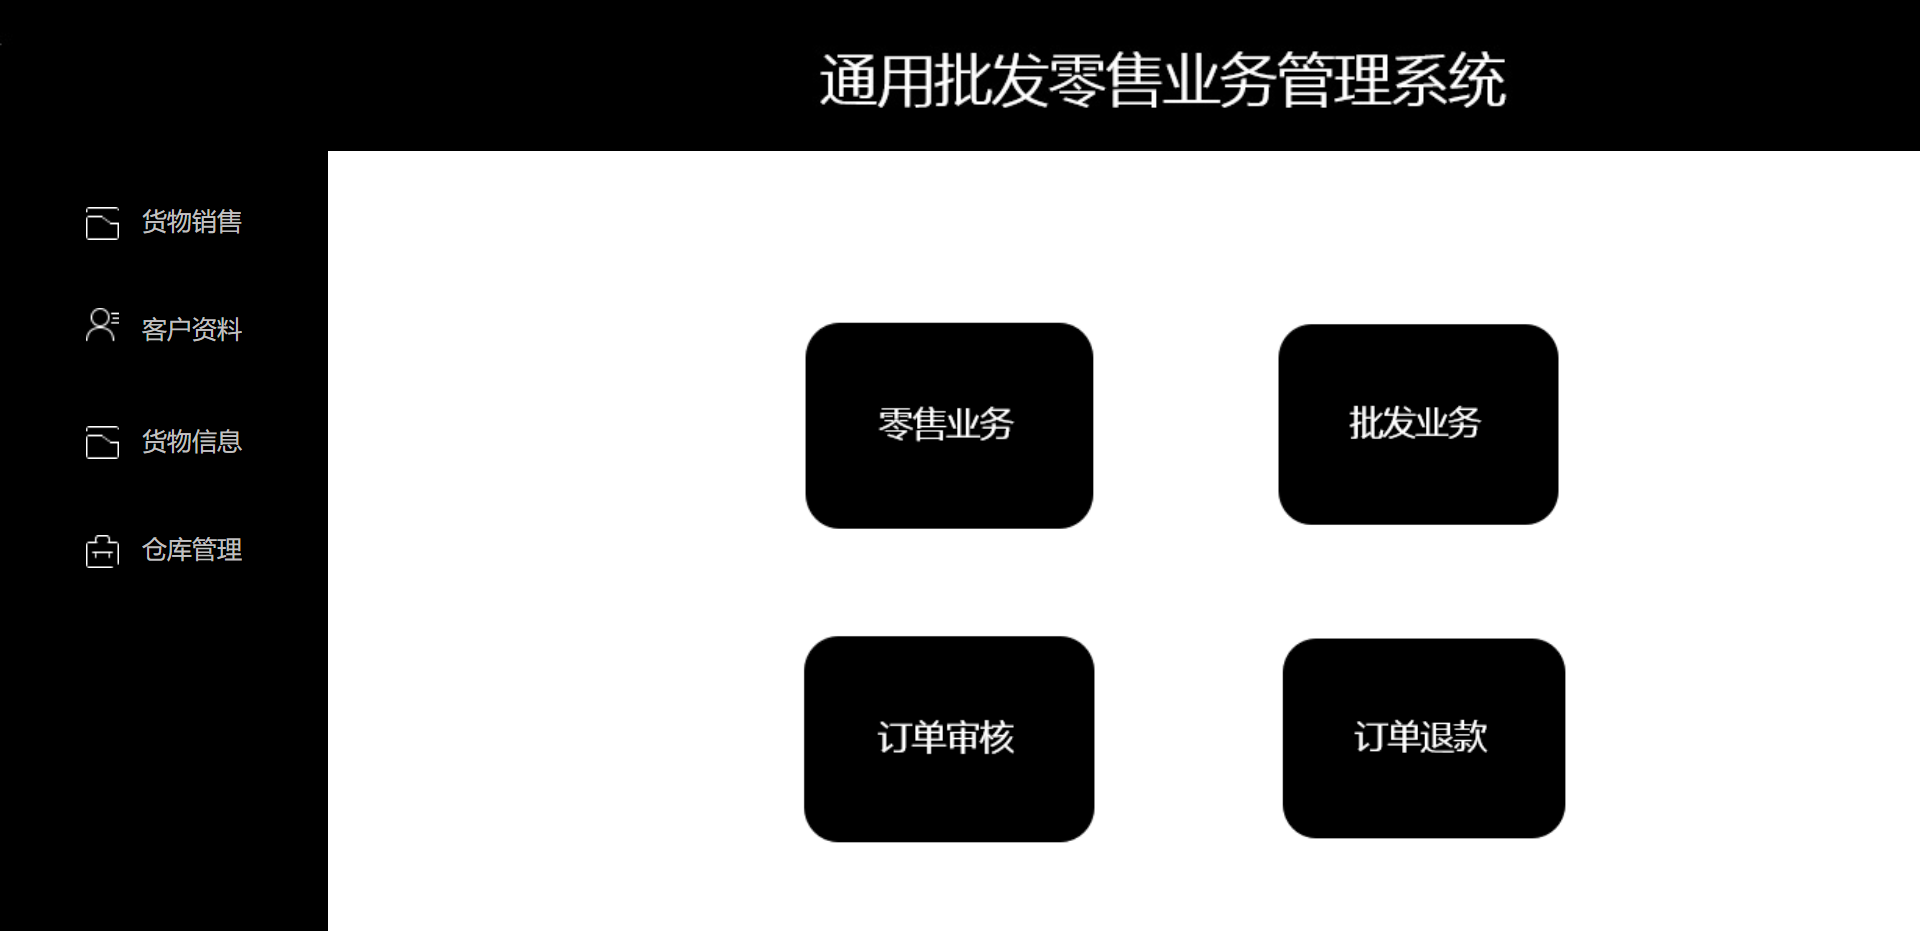 通用批发零售业务管理系统
货物销售
客户资料
货物信息
仓库管理
零售业务
批发业务
订单审核
订单退款